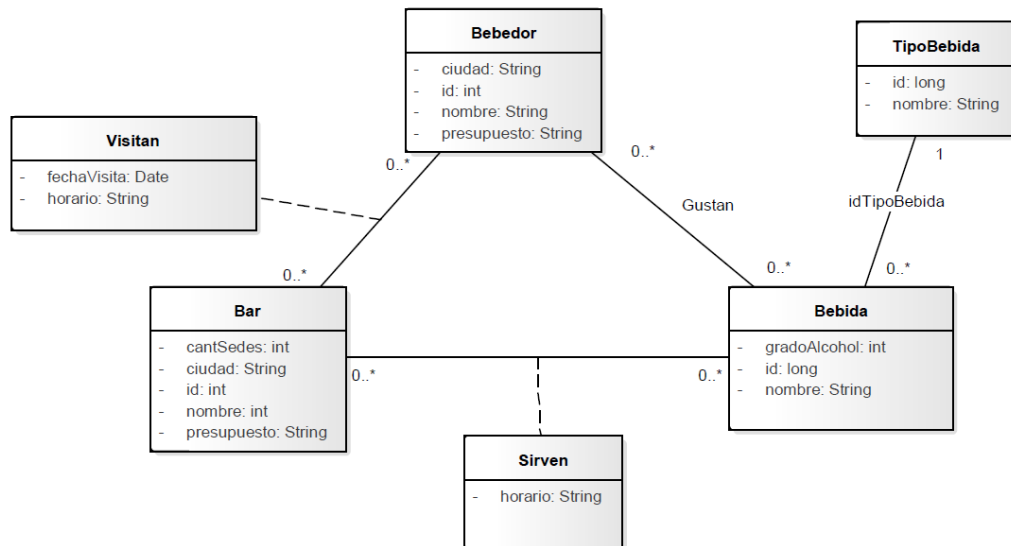 Bebedor
- ciudad: String
- id: int
- nombre: String
- presupuesto: String
TipoBebida
- id: long
- nombre: String
Visitan
- fechaVisita: Date
- horario: String
0..*
0..*
1
Gustan
idTipoBebida
0..*
0..*
0..*
Bar
- cantSedes: int
- ciudad: String
- id: int
- nombre: int
- presupuesto: String
Bebida
- gradoAlcohol: int
- id: long
- nombre: String
0..*
0..*
Sirven
- horario: String